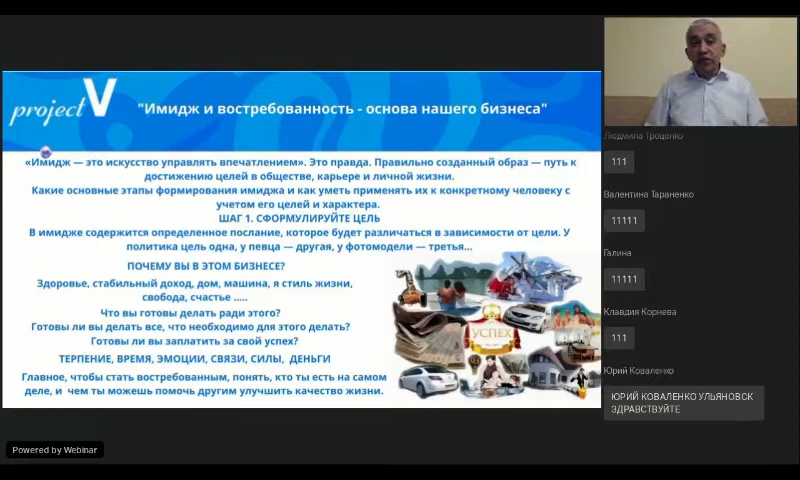 project V
"Имидж и востребованность - основа нашего бизнеса"
«Имидж — это искусство управлять впечатлением». Это правда. Правильно созданный образ — путь к
достижению целей в обществе, карьере и личной жизни.
Какие основные этапы формирования имиджа и как уметь применять их к конкретному человеку с
учетом его целей и характера.
ШАГ 1. СФОРМУЛИРУЙТЕ ЦЕЛЬ
В имидже содержится определенное послание, которое будет различаться в зависимости от цели. У
политика цель одна, у певца — другая, у фотомодели — третья...
ПОЧЕМУ ВЫ В ЭТОМ БИЗНЕСЕ?
Здоровье, стабильный доход, дом, машина, я стиль жизни,
свобода, счастье .....
Что вы готовы делать ради этого?
Готовы ли вы делать все, что необходимо для этого делать?
Готовы ли вы заплатить за свой успех?
ТЕРПЕНИЕ, ВРЕМЯ, ЭМОЦИИ, СВЯЗИ, СИЛЫ, ДЕНЬГИ
Главное, чтобы стать востребованным, понять, кто ты есть на самом
деле, и чем ты можешь помочь другим улучшить качество жизни.
УСПЕХ
Людмила Троценко
111
Валентина Тараненко
11111
Галина
11111
Клавдия Корнева
111
Юрий Коваленко
ЮРИЙ КОВАЛЕНКО УЛЬЯНОВСК
ЗДРАВСТВУЙТЕ
Powered by Webinar